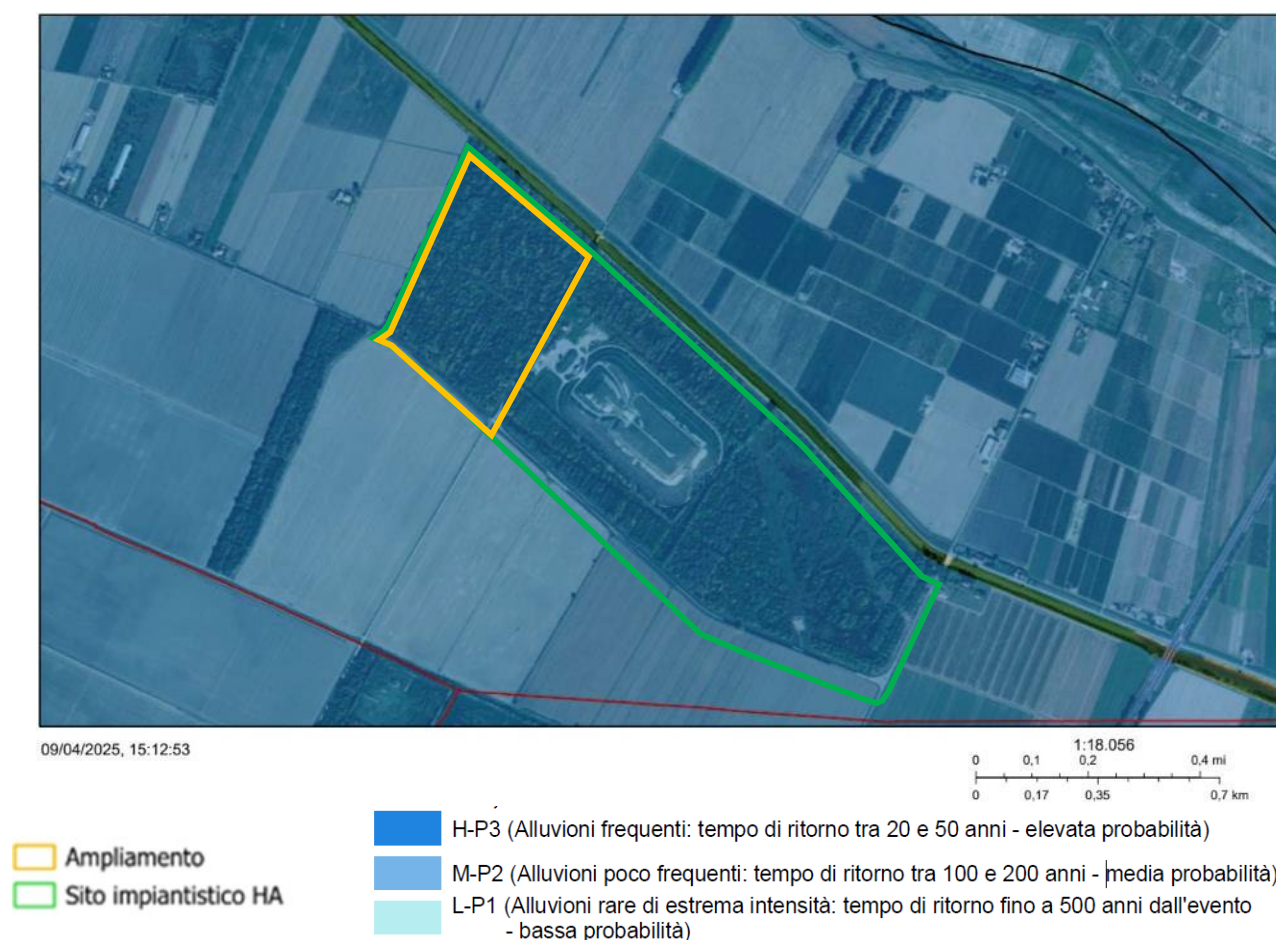 09/04/2025, 15:12:53
1:18.056
0 0,1 0,2 0,4 mi
0 0,17 0,35 0,7 km
Ampliamento
Sito impiantistico HA
H-P3 (Alluvioni frequenti: tempo di ritorno tra 20 e 50 anni - elevata probabilità)
M-P2 (Alluvioni poco frequenti: tempo di ritorno tra 100 e 200 anni - media probabilità)
L-P1 (Alluvioni rare di estrema intensità: tempo di ritorno fino a 500 anni dall'evento
- bassa probabilità)